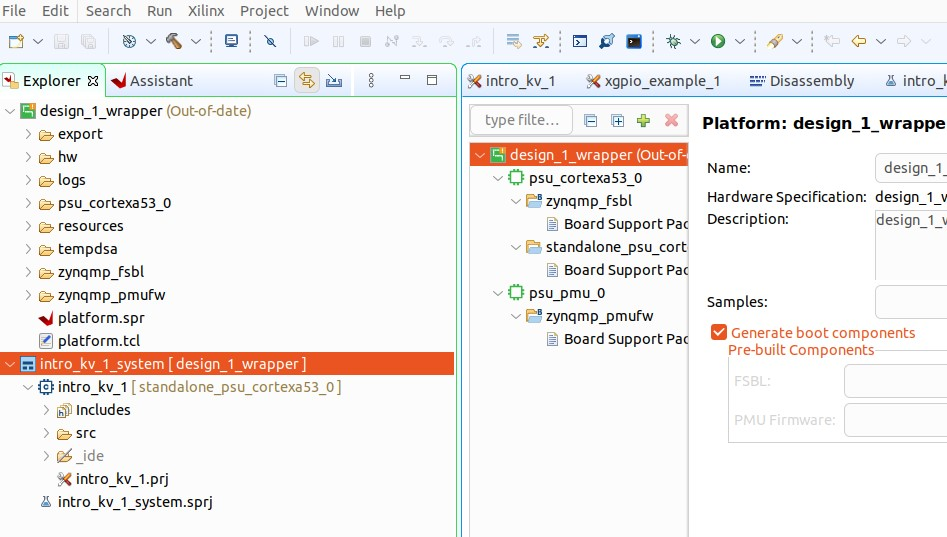 File Edit Search Run Xilinx Project Window Help
Explorer Assistant
design_1_wrapper (Out-of-date)
export
hw
logs
psu_cortexa53_0
resources
tempdsa
zynqmp_fsbl
zynqmp_pmufw
platform.spr
platform.tcl
intro_kv_1_system [ design_1_wrapper ]
intro_kv_1 [ standalone_psu_cortexa53_0 ]
Includes
src
_ide
intro_kv_1.prj
intro_kv_1_system.sprj
intro_kv_1 xgpio_example_1 Disassembly intro_k
type filte...
design_1_wrapper (Out-of-
psu_cortexa53_0
zynqmp_fsbl
Board Support Pac
standalone_psu_cort
Board Support Pac
psu_pmu_0
zynqmp_pmufw
Board Support Pac
Platform: design_1_wrappe
Name: design_1_
Hardware Specification: design_1_w
Description: design_1_w
Samples:
Generate boot components
Pre-built Components
FSBL:
PMU Firmware: